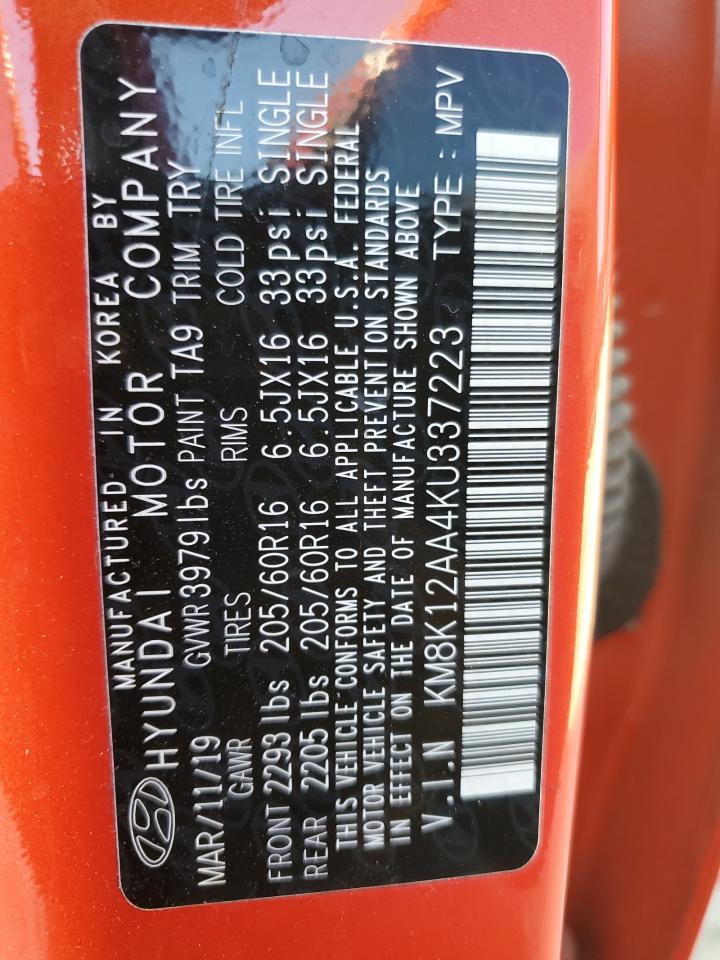 MANUFACTURED IN KOREA BY
HYUNDAI MOTOR COMPANY
MAR/11/19 GVWR3979lbs PAINT TA9 TRIM TRY
GAWR TIRES RIMS COLD TIRE INFL
FRONT 2293lbs 205/60R16 6.5JX16 33psi SINGLE
REAR 2205lbs 205/60R16 6.5JX16 33psi SINGLE
THIS VEHICLE CONFORMS TO ALL APPLICABLE U.S.A. FEDERAL
MOTOR VEHICLE SAFETY AND THEFT PREVENTION STANDARDS
IN EFFECT ON THE DATE OF MANUFACTURE SHOWN ABOVE
V.I.N KM8K12AA4KU337223 TYPE : MPV